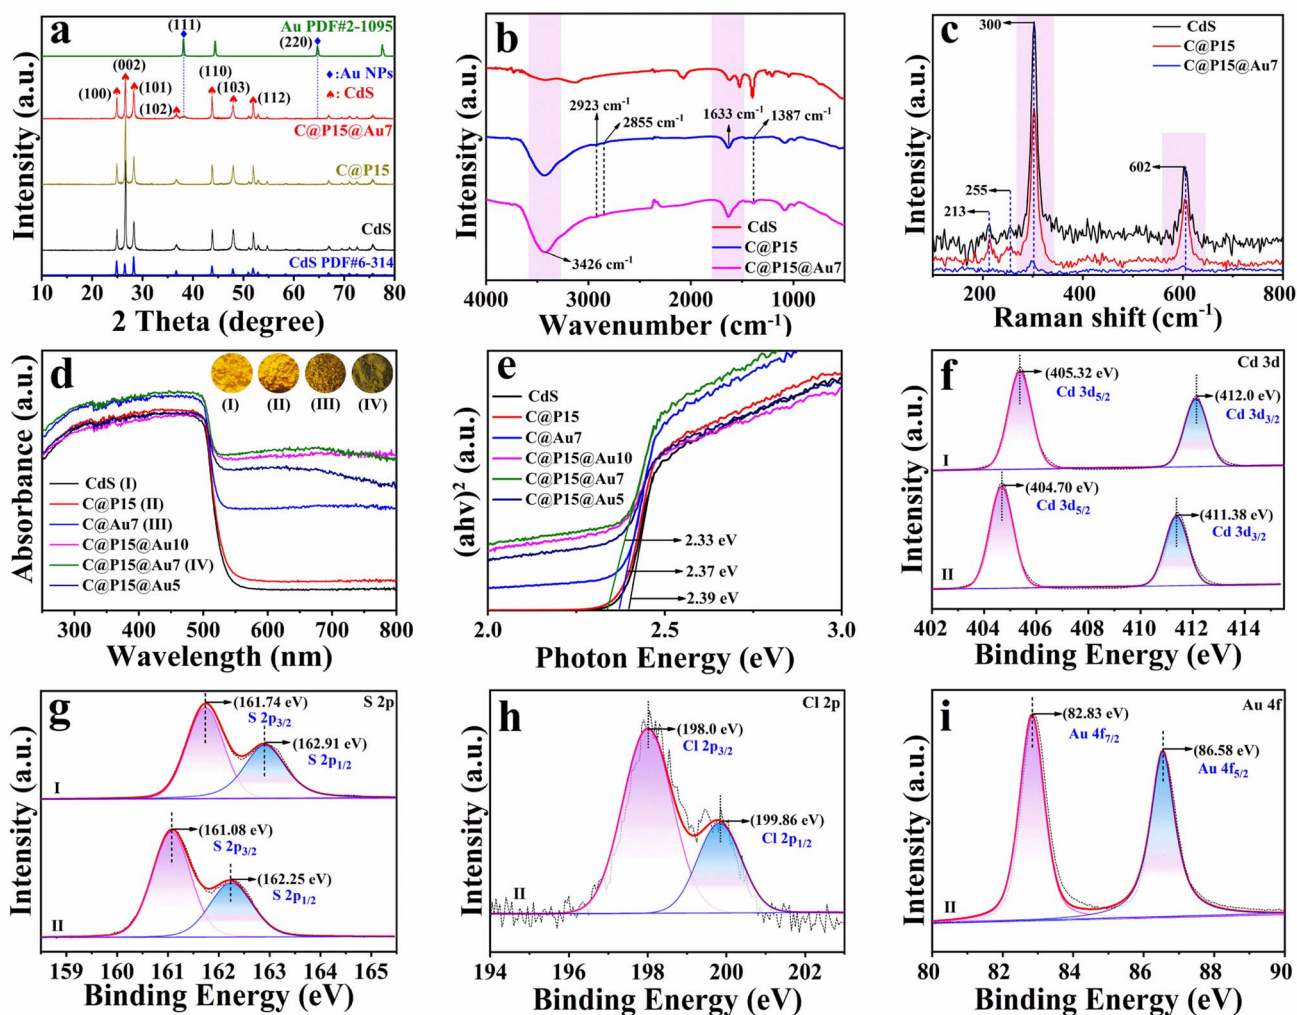 a
(111)
Au PDF#2-1095
(220)
♦:Au NPs
♠: CdS
(002)
(100)
(101)
(102)
(110)
(103)
(112)
C@P15@Au7
C@P15
CdS
CdS PDF#6-314
10 20 30 40 50 60 70 80
2 Theta (degree)
Intensity (a.u.)
b
2923 cm-1
2855 cm-1
1633 cm-1
1387 cm-1
3426 cm-1
CdS
C@P15
C@P15@Au7
4000 3000 2000 1000
Wavenumber (cm-1)
Intensity (a.u.)
c
300
CdS
C@P15
C@P15@Au7
602
255
213
200 400 600 800
Raman shift (cm-1)
Intensity (a.u.)
d
(I) (II) (III) (IV)
CdS (I)
C@P15 (II)
C@Au7 (III)
C@P15@Au10
C@P15@Au7 (IV)
C@P15@Au5
300 400 500 600 700 800
Wavelength (nm)
Absorbance (a.u.)
e
CdS
C@P15
C@Au7
C@P15@Au10
C@P15@Au7
C@P15@Au5
2.33 eV
2.37 eV
2.39 eV
2.0 2.5 3.0
Photon Energy (eV)
(ahv)2 (a.u.)
f
Cd 3d
(405.32 eV)
Cd 3d5/2
(412.0 eV)
Cd 3d3/2
I
(404.70 eV)
Cd 3d5/2
(411.38 eV)
Cd 3d3/2
II
402 404 406 408 410 412 414
Binding Energy (eV)
Intensity (a.u.)
g
S 2p
(161.74 eV)
S 2p3/2
(162.91 eV)
S 2p1/2
I
(161.08 eV)
S 2p3/2
(162.25 eV)
S 2p1/2
II
159 160 161 162 163 164 165
Binding Energy (eV)
Intensity (a.u.)
h
Cl 2p
(198.0 eV)
Cl 2p3/2
(199.86 eV)
Cl 2p1/2
II
194 196 198 200 202
Binding Energy (eV)
Intensity (a.u.)
i
Au 4f
(82.83 eV)
Au 4f7/2
(86.58 eV)
Au 4f5/2
II
80 82 84 86 88 90
Binding Energy (eV)
Intensity (a.u.)